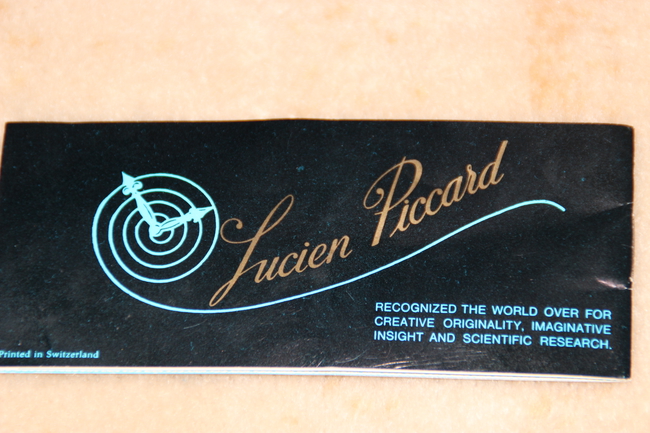 Lucien Piccard
RECOGNIZED THE WORLD OVER FOR
CREATIVE ORIGINALITY, IMAGINATIVE
INSIGHT AND SCIENTIFIC RESEARCH.
Printed in Switzerland